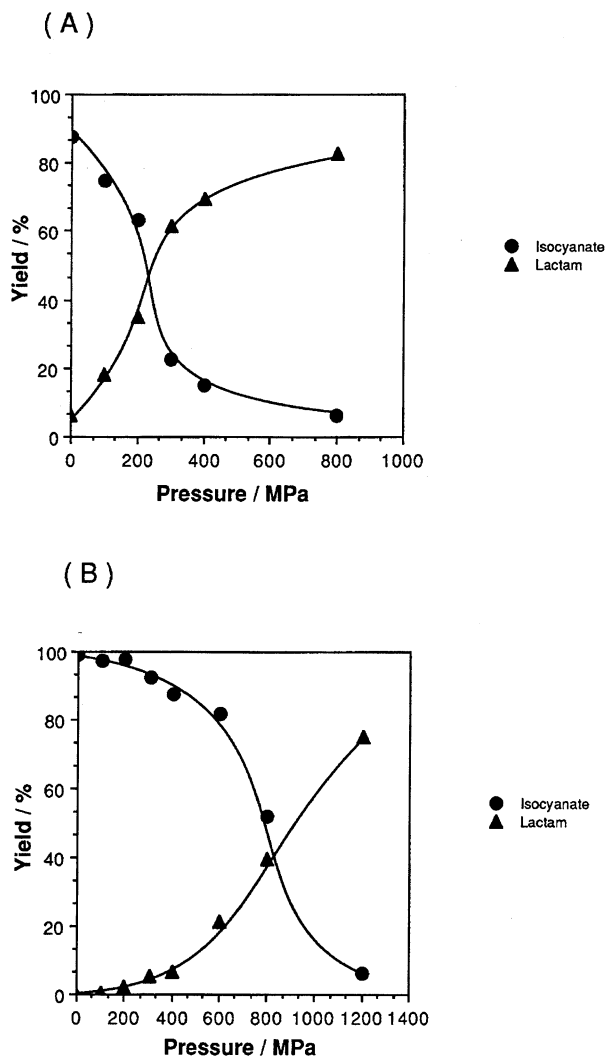 ( A )
100
80
60
40
20
0
Yield / %
0 200 400 600 800 1000
Pressure / MPa
Isocyanate
Lactam
( B )
100
80
60
40
20
0
Yield / %
0 200 400 600 800 1000 1200 1400
Pressure / MPa
Isocyanate
Lactam